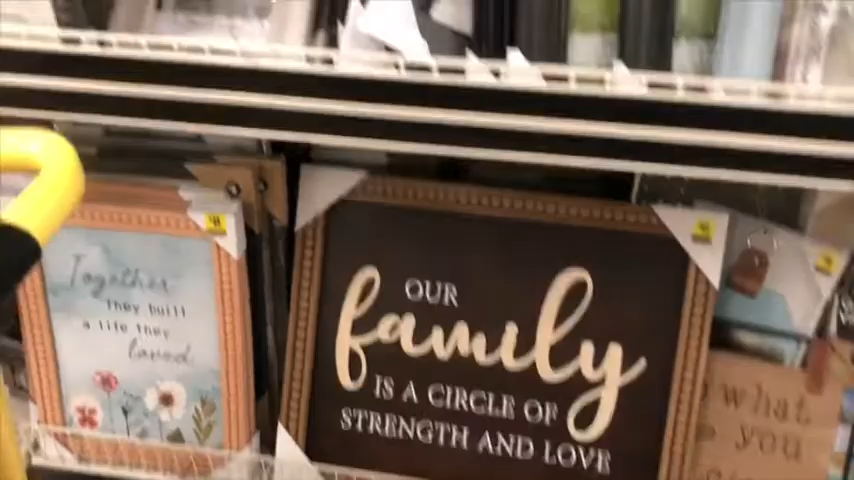 Together
they built
a life they
loved
OUR
family
IS A CIRCLE OF
STRENGTH AND LOVE
what
you